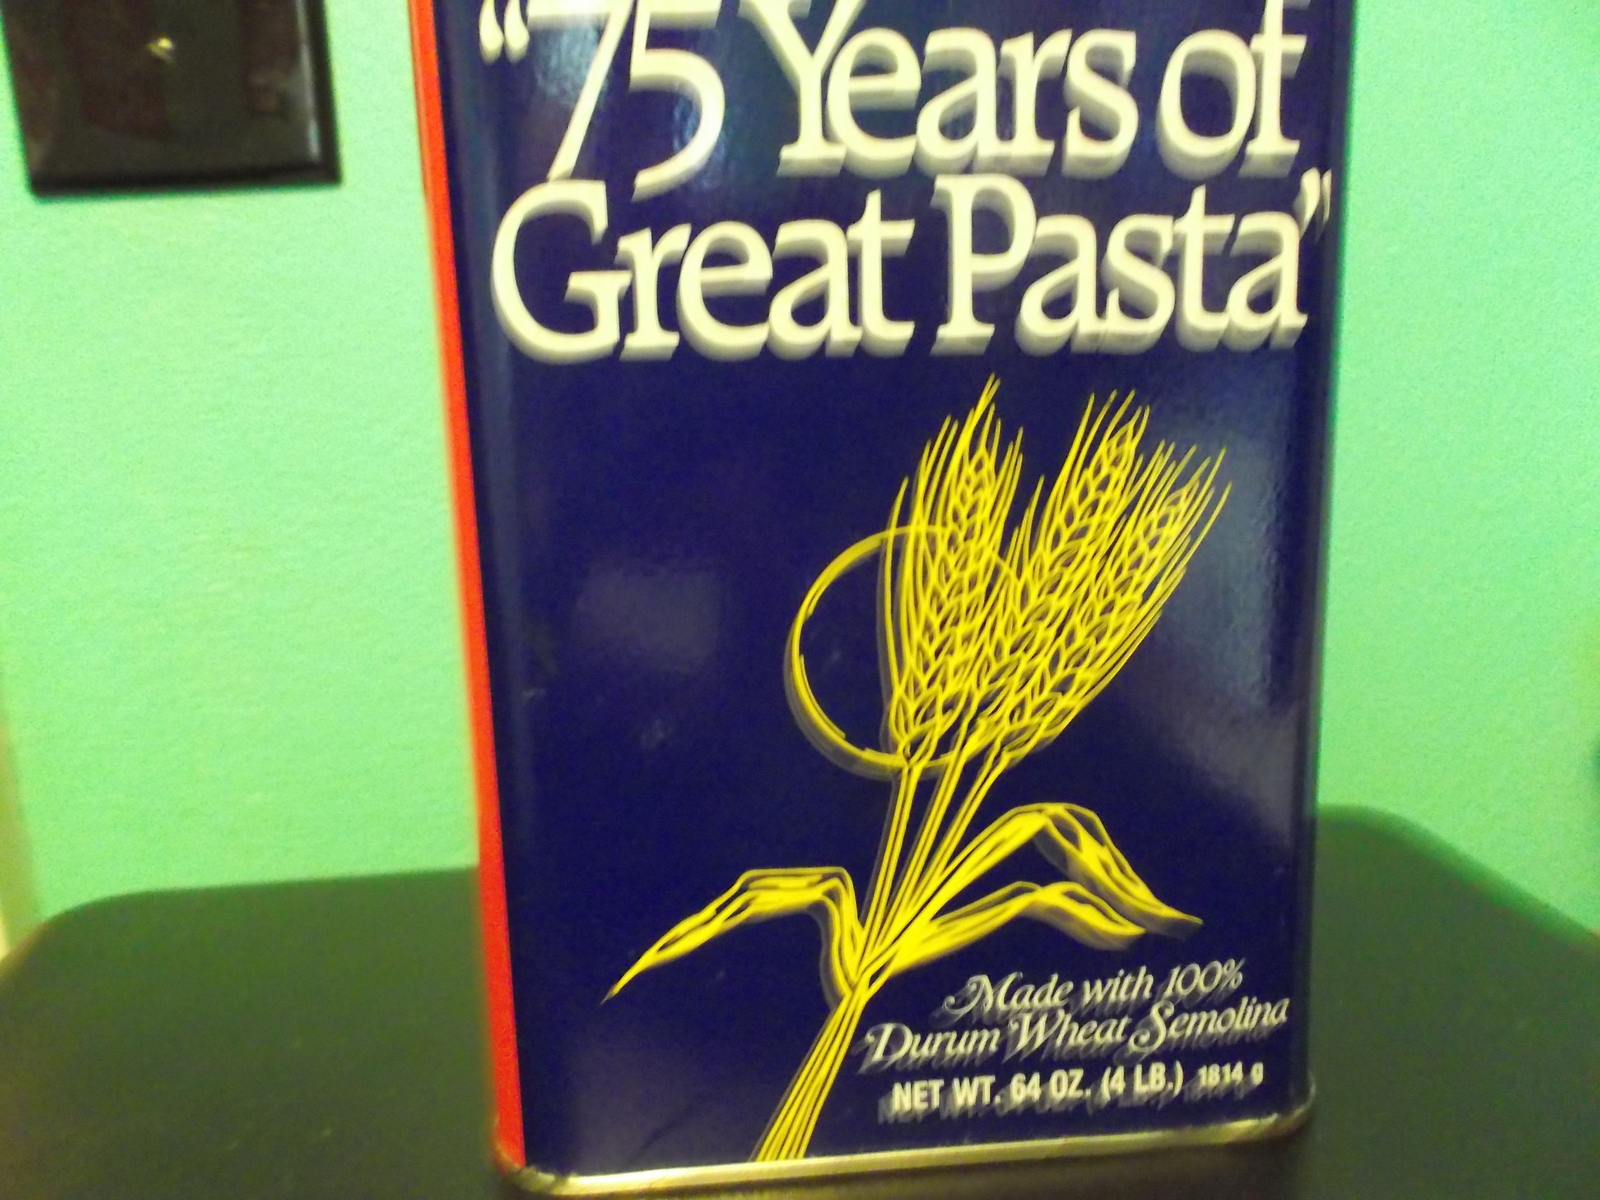 “75 Years of
Great Pasta”
Made with 100%
Durum Wheat Semolina
NET WT. 64 OZ. (4 LB.) 1814 g